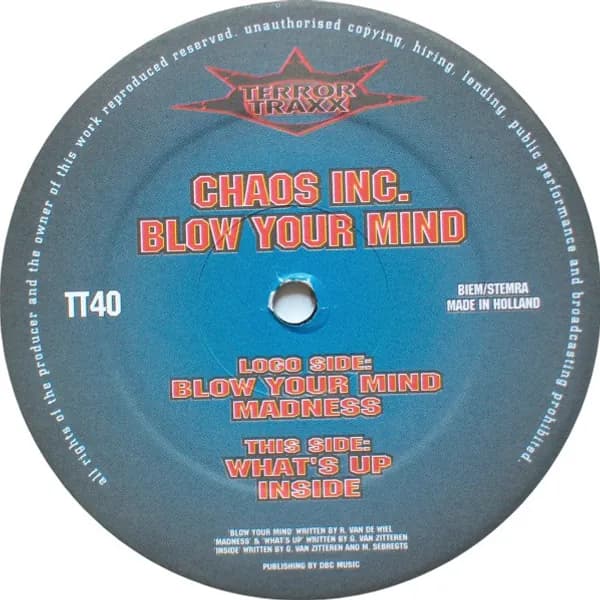 all rights of the producer and the owner of this work reproduced reserved. unauthorised copying, hiring, lending, public performance and broadcasting prohibited.
TERROR
TRAXX
CHAOS INC.
BLOW YOUR MIND
TT40
BIEM/STEMRA
MADE IN HOLLAND
LOGO SIDE:
BLOW YOUR MIND
MADNESS
THIS SIDE:
WHAT'S UP
INSIDE
'BLOW YOUR MIND' WRITTEN BY R. VAN DE WIEL
'MADNESS' & 'WHAT'S UP' WRITTEN BY G. VAN ZITTEREN
'INSIDE' WRITTEN BY G. VAN ZITTEREN AND M. SEBREGTS
PUBLISHING BY DBC MUSIC